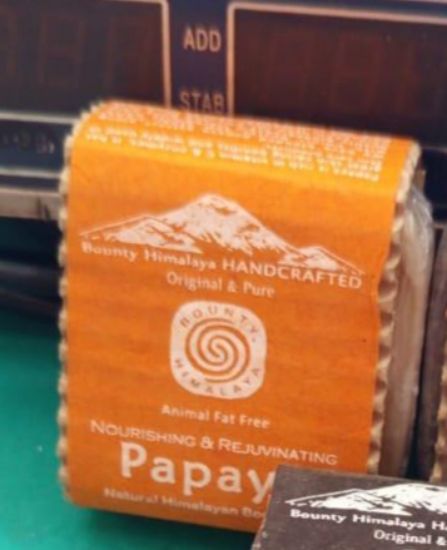 ADD
STAB
Bounty Himalaya HANDCRAFTED
Original & Pure
BOUNTY
HIMALAYA
Animal Fat Free
NOURISHING & REJUVINATING
Papay
Natural Himalayan
Bounty Himalaya
Original &